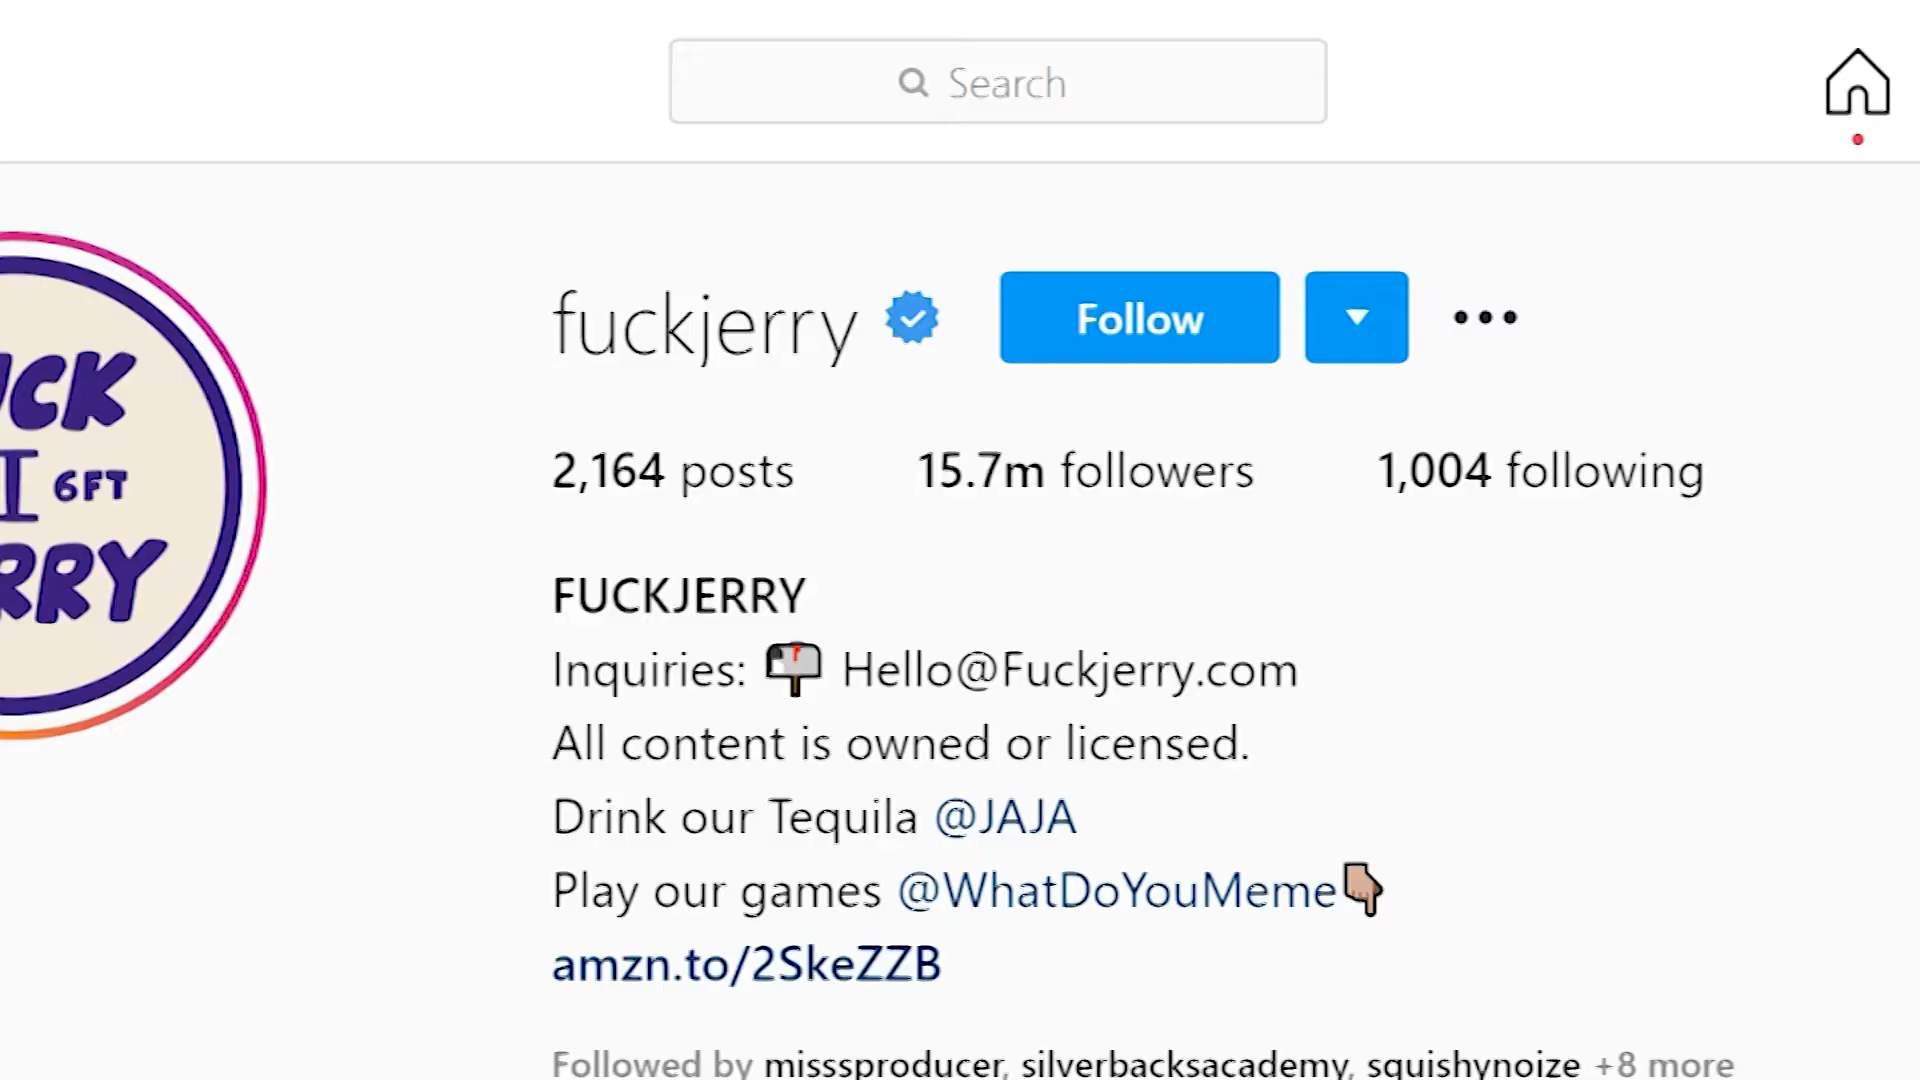 Search
fuckjerry
Follow
2,164 posts
15.7m followers
1,004 following
UCK
6FT
RRY
FUCKJERRY
Inquiries: 📬 Hello@Fuckjerry.com
All content is owned or licensed.
Drink our Tequila @JAJA
Play our games @WhatDoYouMeme👇🏽
amzn.to/2SkeZZB
Followed by misssproducer, silverbacksacademy, squishynoize +8 more